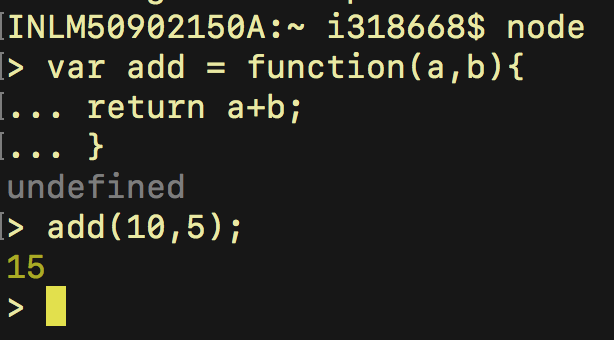 INLM50902150A:~ i318668$ node
> var add = function(a,b){
... return a+b;
... }
undefined
> add(10,5);
15
>